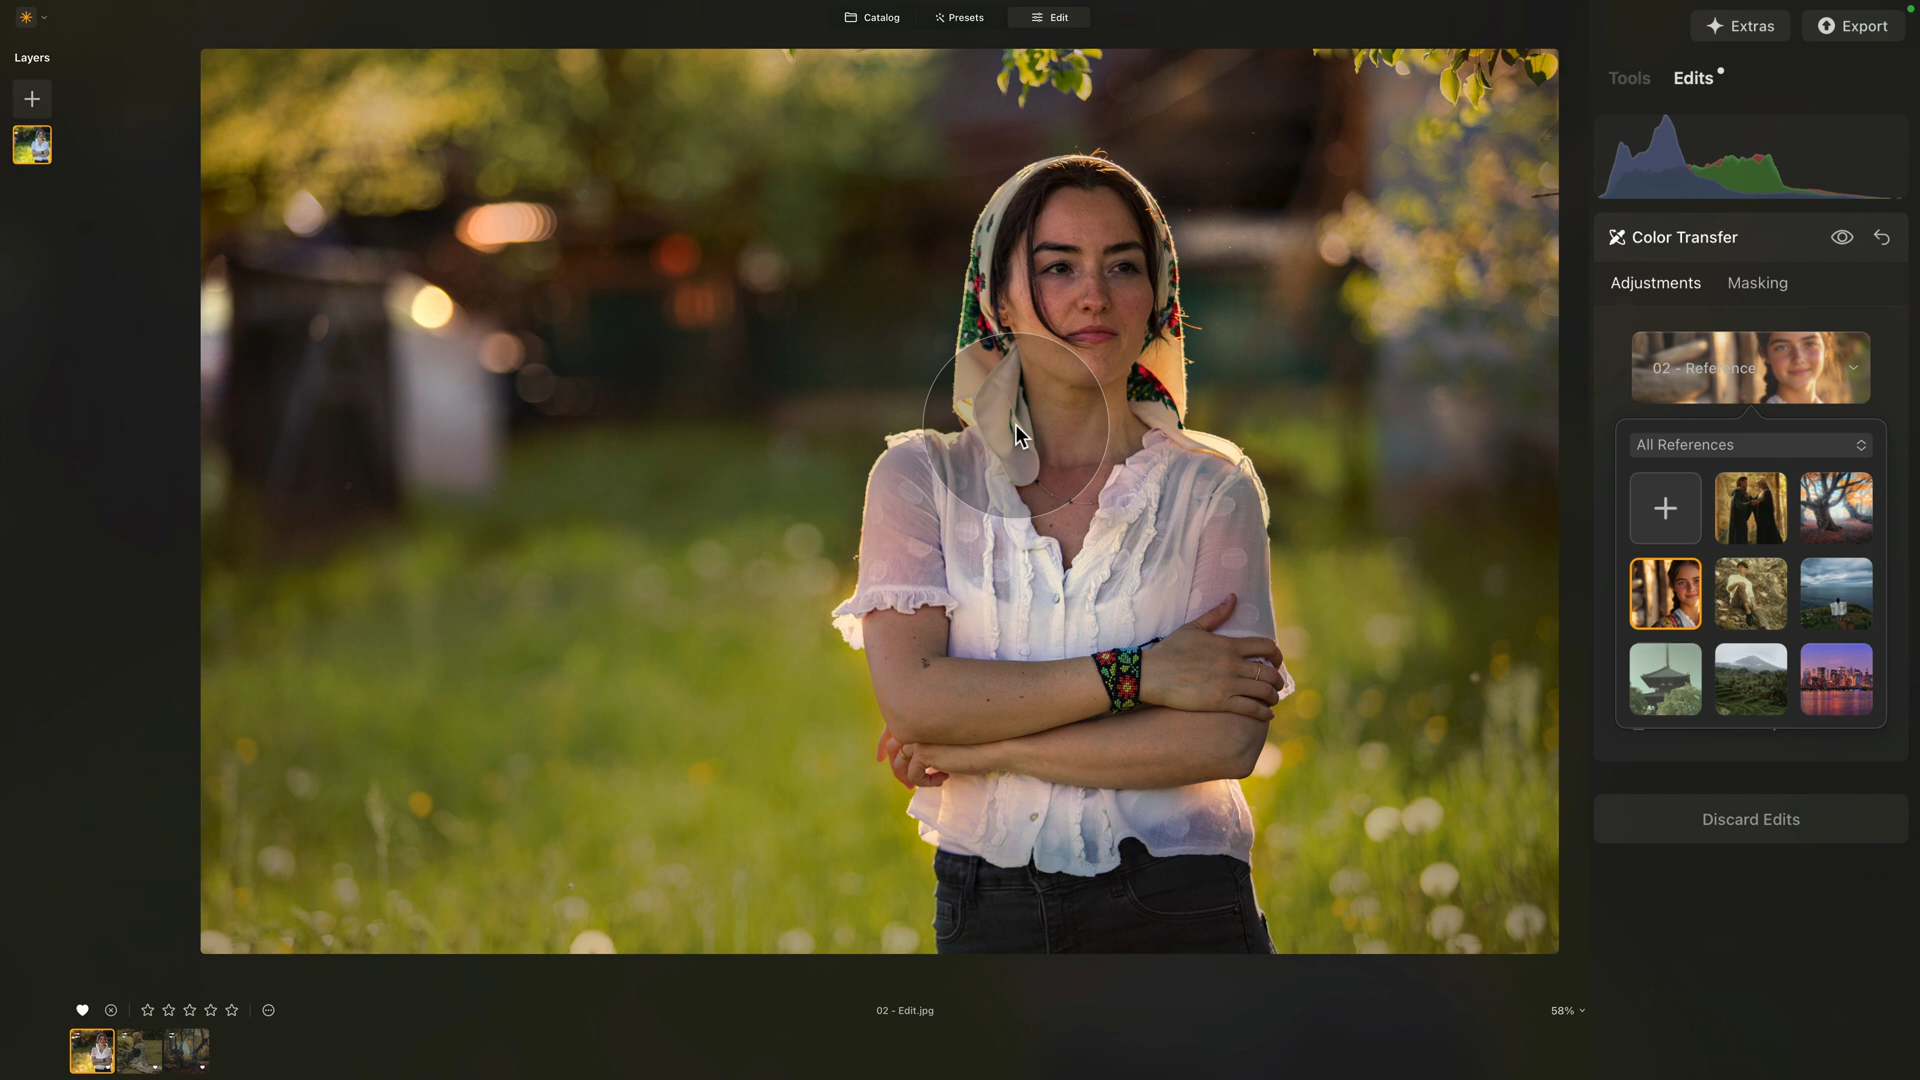 Catalog
Presets
Edit
Extras
Export
Layers
Tools
Edits
Color Transfer
Adjustments
Masking
02 - Reference
All References
Discard Edits
02 - Edit.jpg
58%